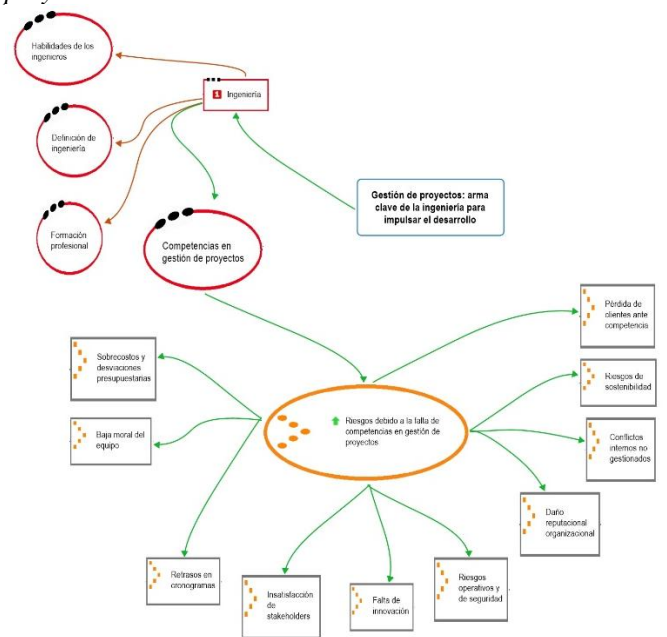 Habilidades de los
ingenieros
1 Ingeniería
Definición de
ingeniería
Gestión de proyectos: arma
clave de la ingeniería para
impulsar el desarrollo
Formación
profesional
Competencias en
gestión de proyectos
Pérdida de
clientes ante
competencia
Sobrecostos y
desviaciones
presupuestarias
Riesgos de
sostenibilidad
Riesgos debido a la falta de
competencias en gestión de
proyectos
Baja moral del
equipo
Conflictos
internos no
gestionados
Daño
reputacional
organizacional
Retrasos en
cronogramas
Insatisfacción
de
stakeholders
Falta de
innovación
Riesgos
operativos y
de seguridad